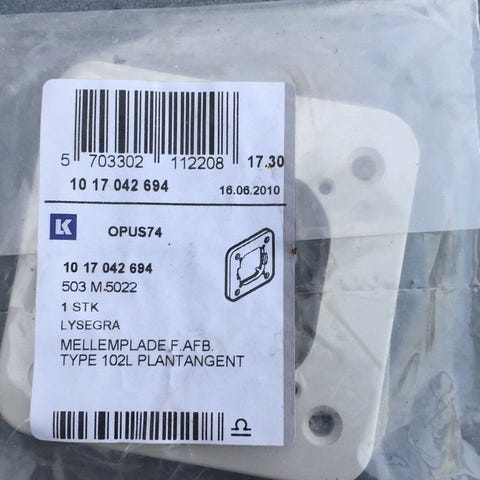 5 703302 112208 17.30
10 17 042 694
16.06.2010
LK OPUS74
10 17 042 694
503 M.5022
1 STK
LYSEGRA
MELLEMPLADE F.AFB.
TYPE 102L PLANTANGENT